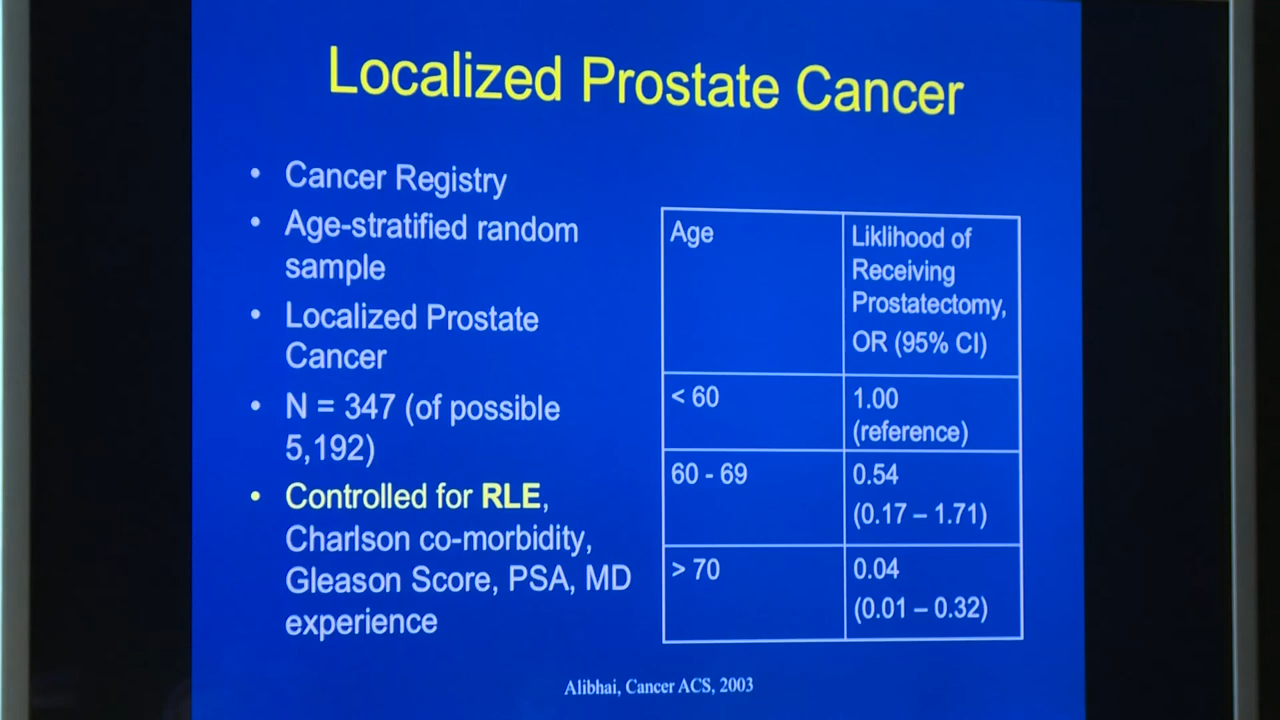 Localized Prostate Cancer
• Cancer Registry
• Age-stratified random
sample
• Localized Prostate
Cancer
• N = 347 (of possible
5,192)
• Controlled for RLE,
Charlson co-morbidity,
Gleason Score, PSA, MD
experience
Age
Liklihood of
Receiving
Prostatectomy,
OR (95% CI)
< 60
1.00
(reference)
60 - 69
0.54
(0.17 – 1.71)
> 70
0.04
(0.01 – 0.32)
Alibhai, Cancer ACS, 2003